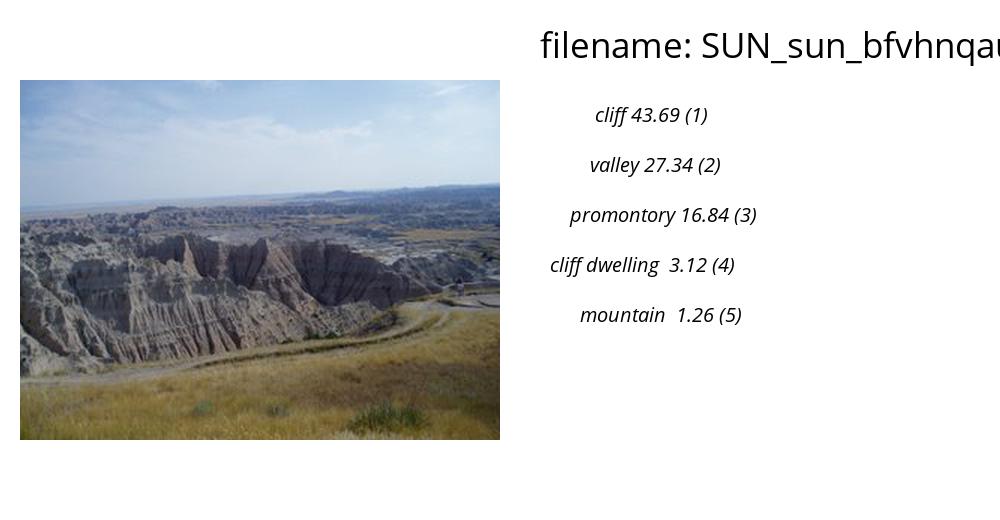 filename: SUN_sun_bfvhnqa
cliff 43.69 (1)
valley 27.34 (2)
promontory 16.84 (3)
cliff dwelling 3.12 (4)
mountain 1.26 (5)